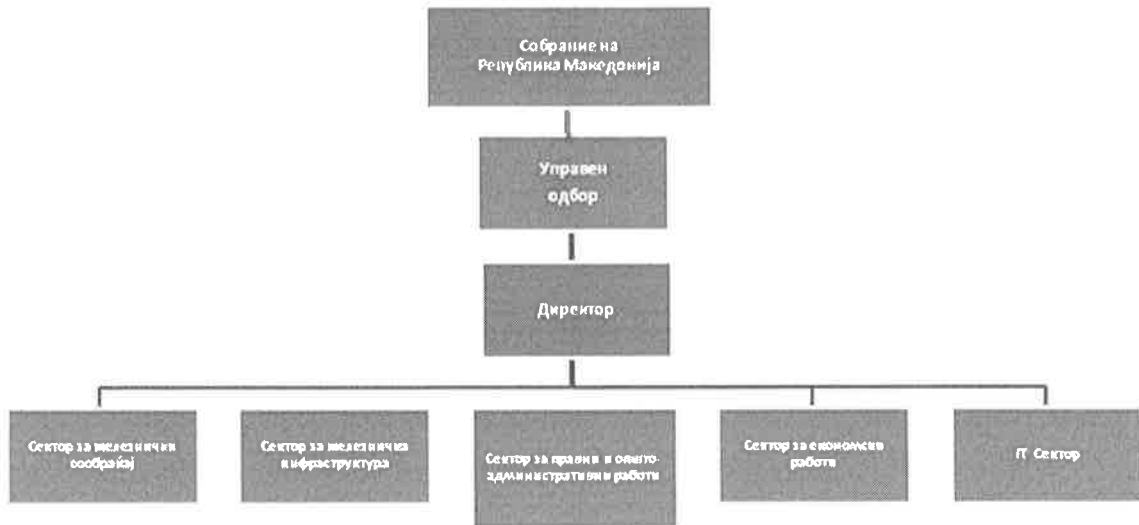 Собрание на
Република Македонија
Управен
одбор
Директор
Сектор за железнички
сообраќај
Сектор за железничка
инфраструктура
Сектор за правни и општо-
административни работи
Сектор за економски
работи
IT Сектор